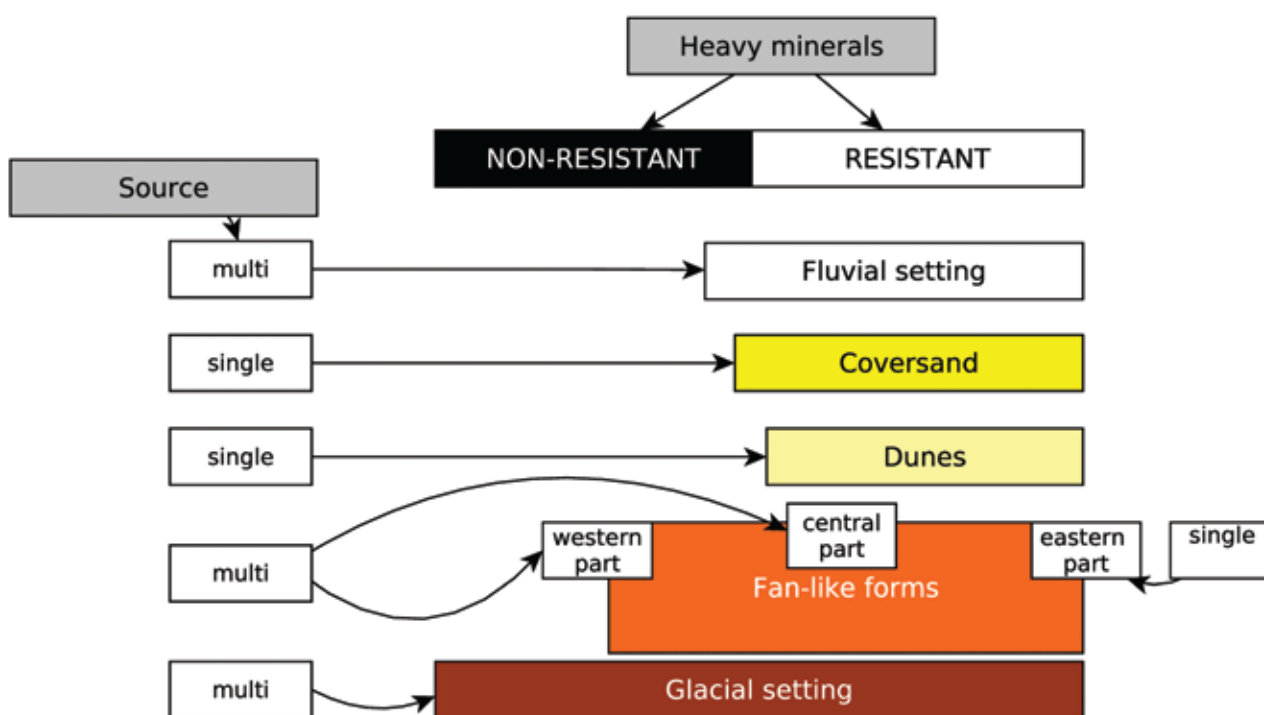 Heavy minerals
NON-RESISTANT
RESISTANT
Source
multi
Fluvial setting
single
Coversand
single
Dunes
multi
western
part
central
part
eastern
part
single
Fan-like forms
multi
Glacial setting